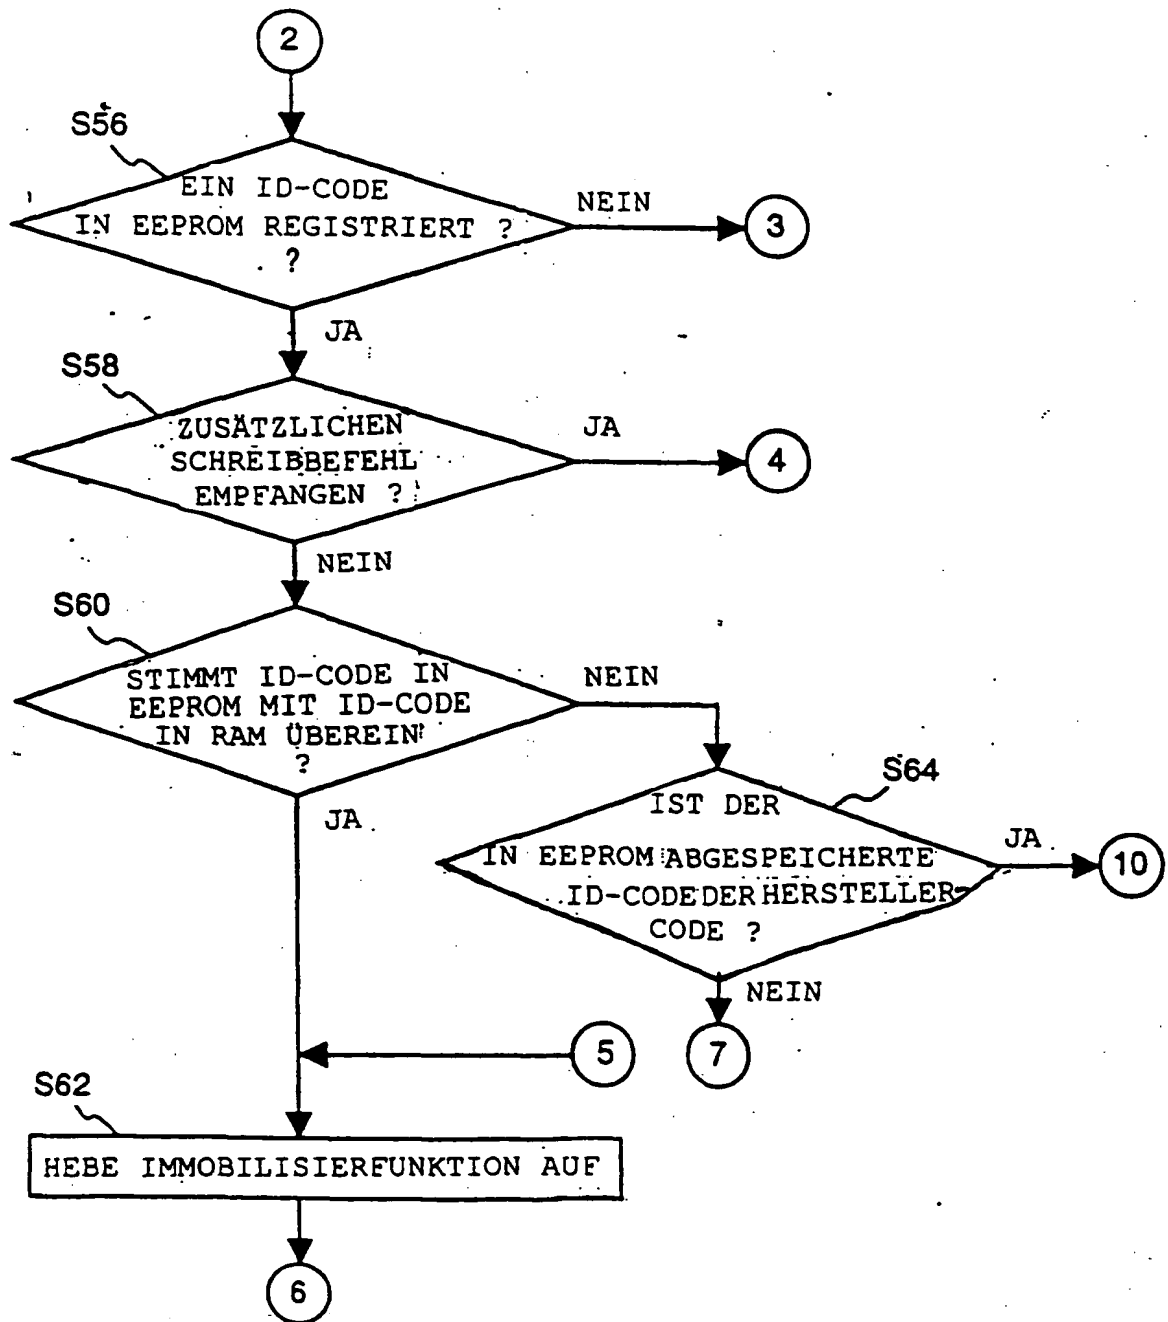 2
S56
EIN ID-CODE
IN EEPROM REGISTRIERT ?
?
NEIN
3
JA
S58
ZUSÄTZLICHEN
SCHREIBBEFEHL
EMPFANGEN ?
JA
4
NEIN
S60
STIMMT ID-CODE IN
EEPROM MIT ID-CODE
IN RAM ÜBEREIN
?
NEIN
JA
S64
IST DER
IN EEPROM ABGESPEICHERTE
ID-CODE DER HERSTELLER-
CODE ?
JA
10
NEIN
5
7
S62
HEBE IMMOBILISIERFUNKTION AUF
6